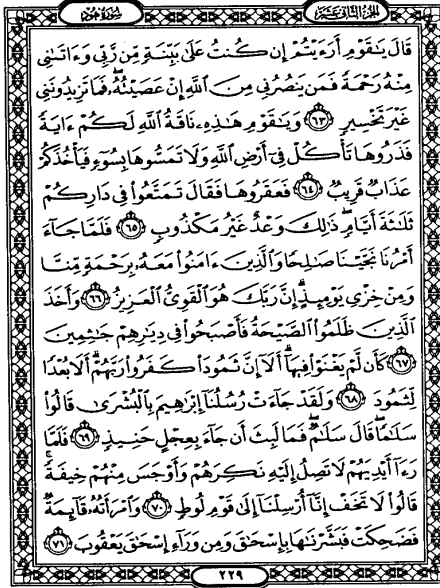 سُورَةُ هُودٍ
الجزء الثاني عشر
قَالَ يَٰقَوْمِ أَرَءَيْتُمْ إِن كُنتُ عَلَىٰ بَيِّنَةٍ مِّن رَّبِّى وَءَاتَىٰنِى
مِنْهُ رَحْمَةً فَمَن يَنصُرُنِى مِنَ ٱللَّهِ إِنْ عَصَيْتُهُۥ فَمَا تَزِيدُونَنِى
غَيْرَ تَخْسِيرٍ ٦٣ وَيَٰقَوْمِ هَٰذِهِۦ نَاقَةُ ٱللَّهِ لَكُمْ ءَايَةً
فَذَرُوهَا تَأْكُلْ فِىٓ أَرْضِ ٱللَّهِ وَلَا تَمَسُّوهَا بِسُوٓءٍ فَيَأْخُذَكُمْ
عَذَابٌ قَرِيبٌ ٦٤ فَعَقَرُوهَا فَقَالَ تَمَتَّعُوا۟ فِى دَارِكُمْ
ثَلَٰثَةَ أَيَّامٍ ۖ ذَٰلِكَ وَعْدٌ غَيْرُ مَكْذُوبٍ ٦٥ فَلَمَّا جَآءَ
أَمْرُنَا نَجَّيْنَا صَٰلِحًا وَٱلَّذِينَ ءَامَنُوا۟ مَعَهُۥ بِرَحْمَةٍ مِّنَّا
وَمِنْ خِزْىِ يَوْمِئِذٍ ۗ إِنَّ رَبَّكَ هُوَ ٱلْقَوِىُّ ٱلْعَزِيزُ ٦٦ وَأَخَذَ
ٱلَّذِينَ ظَلَمُوا۟ ٱلصَّيْحَةُ فَأَصْبَحُوا۟ فِى دِيَٰرِهِمْ جَٰثِمِينَ
٦٧ كَأَن لَّمْ يَغْنَوْا۟ فِيهَآ ۗ أَلَآ إِنَّ ثَمُودَا۟ كَفَرُوا۟ رَبَّهُمْ ۗ أَلَا بُعْدًا
لِّثَمُودَ ٦٨ وَلَقَدْ جَآءَتْ رُسُلُنَآ إِبْرَٰهِيمَ بِٱلْبُشْرَىٰ قَالُوا۟
سَلَٰمًا ۖ قَالَ سَلَٰمٌ ۖ فَمَا لَبِثَ أَن جَآءَ بِعِجْلٍ حَنِيذٍ ٦٩ فَلَمَّا
رَءَآ أَيْدِيَهُمْ لَا تَصِلُ إِلَيْهِ نَكِرَهُمْ وَأَوْجَسَ مِنْهُمْ خِيفَةً ۚ
قَالُوا۟ لَا تَخَفْ إِنَّآ أُرْسِلْنَآ إِلَىٰ قَوْمِ لُوطٍ ٧٠ وَٱمْرَأَتُهُۥ قَآئِمَةٌ
فَضَحِكَتْ فَبَشَّرْنَٰهَا بِإِسْحَٰقَ وَمِن وَرَآءِ إِسْحَٰقَ يَعْقُوبَ ٧١
٢٢٩